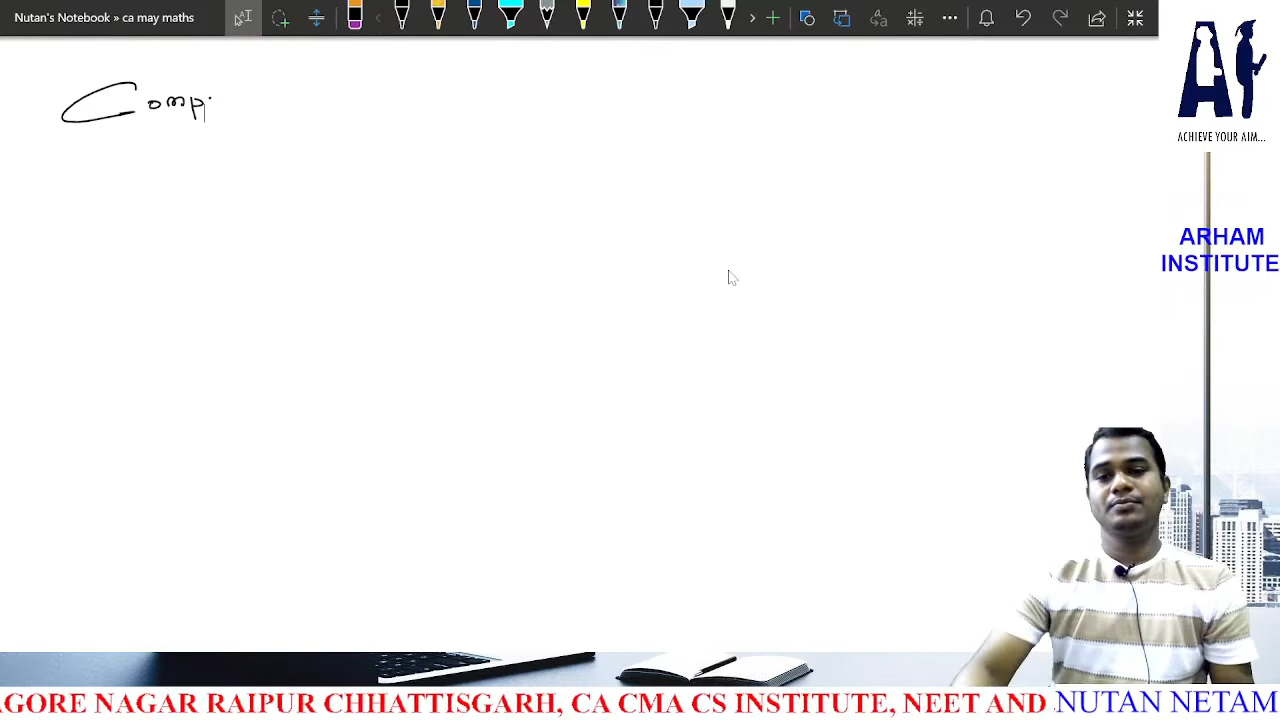 Nutan's Notebook » ca may maths
Comp
ACHIEVE YOUR AIM...
ARHAM
INSTITUTE
AGORE NAGAR RAIPUR CHHATTISGARH, CA CMA CS INSTITUTE, NEET AND
NUTAN NETAM